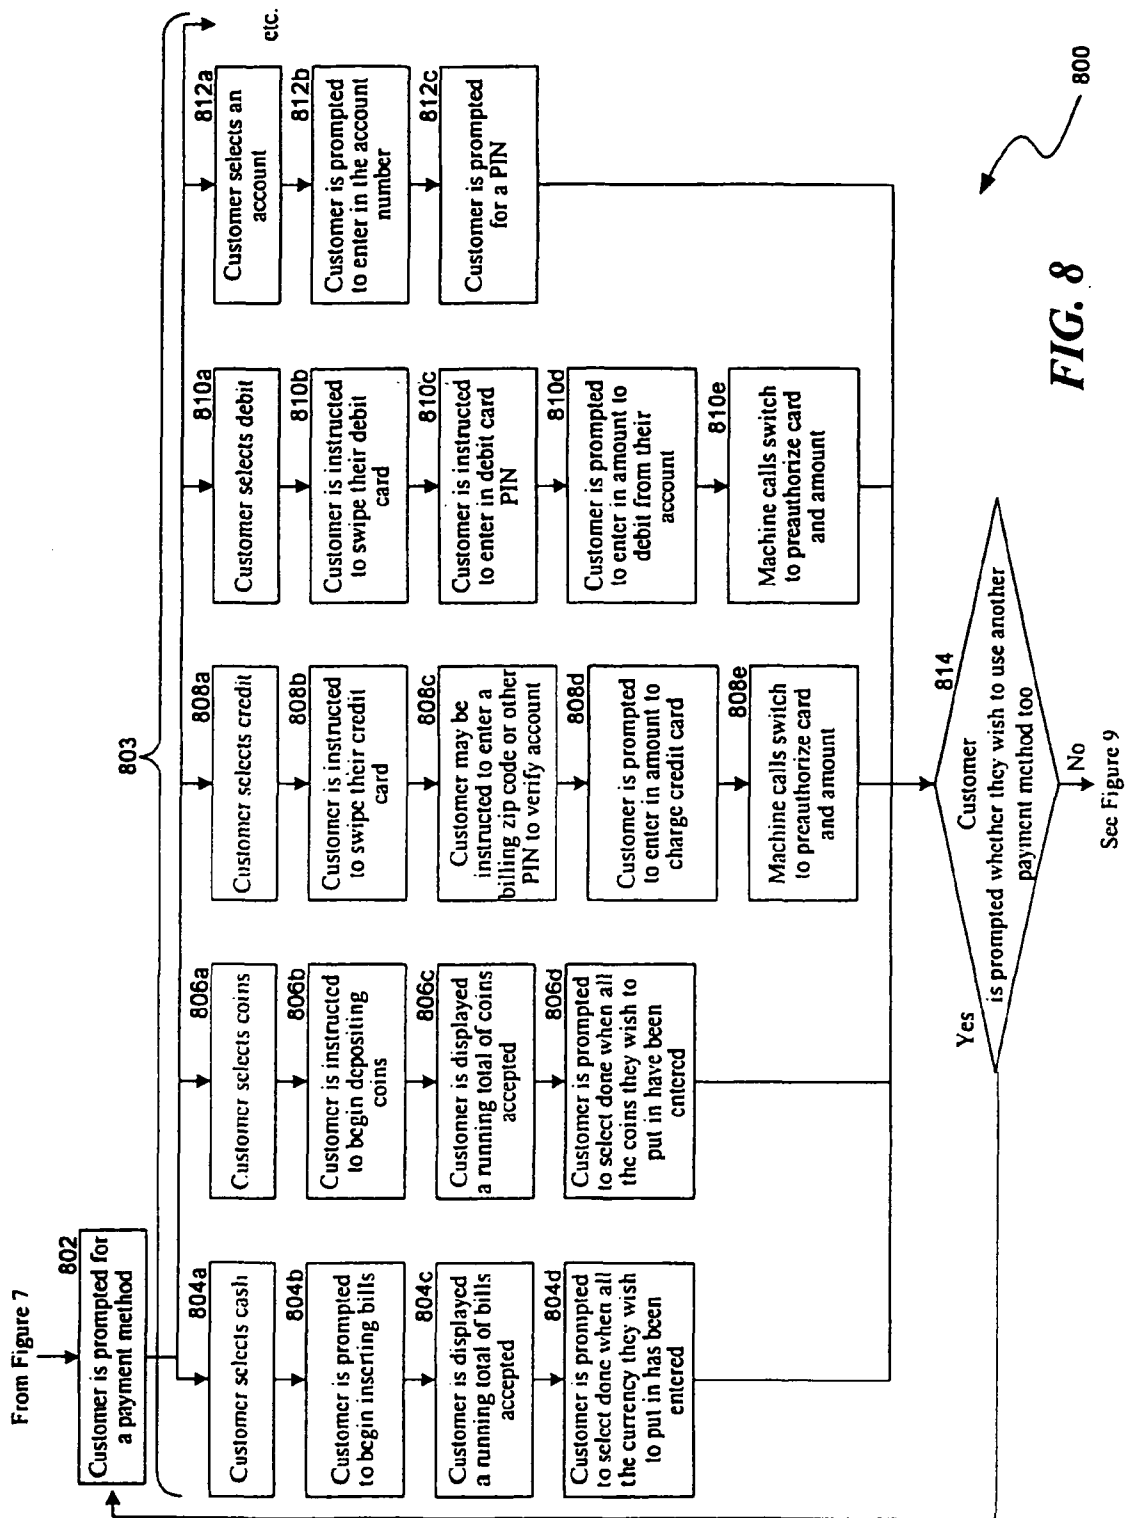 From Figure 7
802
Customer is prompted for
a payment method
803
804a
Customer selects cash
804b
Customer is prompted
to begin inserting bills
804c
Customer is displayed
a running total of bills
accepted
804d
Customer is prompted
to select done when all
the currency they wish
to put in has been
entered
806a
Customer selects coins
806b
Customer is instructed
to begin depositing
coins
806c
Customer is displayed
a running total of coins
accepted
806d
Customer is prompted
to select done when all
the coins they wish to
put in have been
entered
808a
Customer selects credit
808b
Customer is instructed
to swipe their credit
card
808c
Customer may be
instructed to enter a
billing zip code or other
PIN to verify account
808d
Customer is prompted
to enter in amount to
charge credit card
808e
Machine calls switch
to preauthorize card
and amount
810a
Customer selects debit
810b
Customer is instructed
to swipe their debit
card
810c
Customer is instructed
to enter in debit card
PIN
810d
Customer is prompted
to enter in amount to
debit from their
account
810e
Machine calls switch
to preauthorize card
and amount
812a
Customer selects an
account
812b
Customer is prompted
to enter in the account
number
812c
Customer is prompted
for a PIN
etc.
814
Customer
is prompted whether they wish to use another
payment method too
Yes
No
See Figure 9
800
FIG. 8